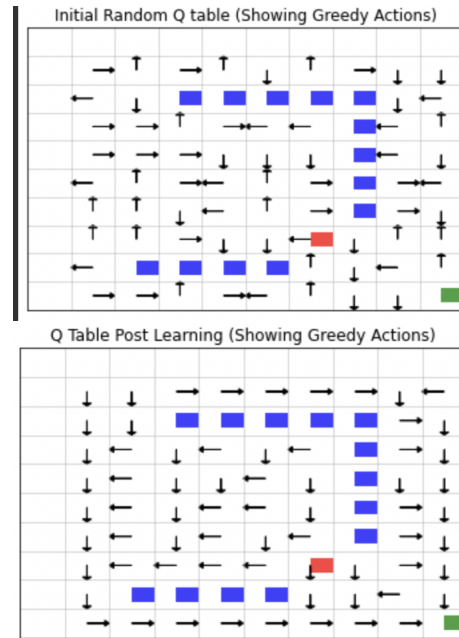 Initial Random Q table (Showing Greedy Actions)
Q Table Post Learning (Showing Greedy Actions)